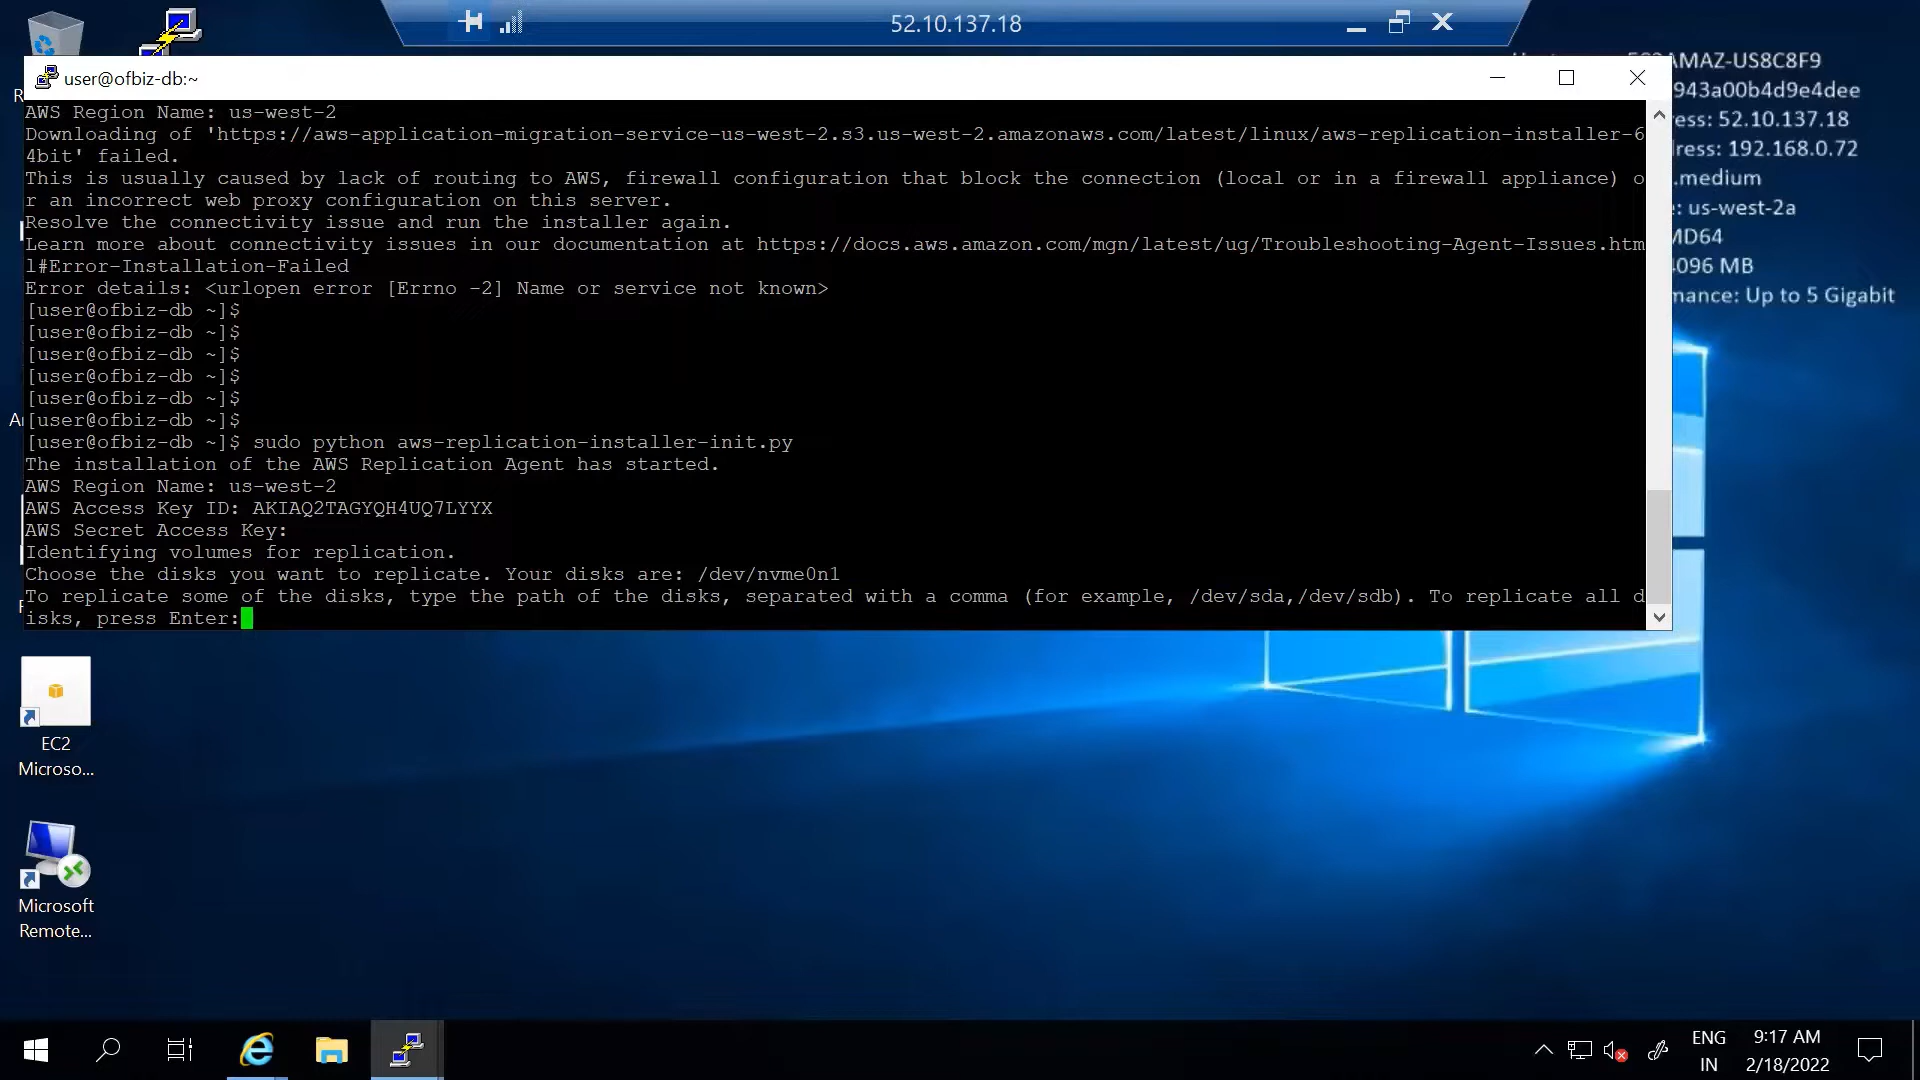 52.10.137.18
user@ofbiz-db:~
AWS Region Name: us-west-2
Downloading of 'https://aws-application-migration-service-us-west-2.s3.us-west-2.amazonaws.com/latest/linux/aws-replication-installer-6
4bit' failed.
This is usually caused by lack of routing to AWS, firewall configuration that block the connection (local or in a firewall appliance) o
r an incorrect web proxy configuration on this server.
Resolve the connectivity issue and run the installer again.
Learn more about connectivity issues in our documentation at https://docs.aws.amazon.com/mgn/latest/ug/Troubleshooting-Agent-Issues.htm
l#Error-Installation-Failed
Error details: <urlopen error [Errno -2] Name or service not known>
[user@ofbiz-db ~]$
[user@ofbiz-db ~]$
[user@ofbiz-db ~]$
[user@ofbiz-db ~]$
[user@ofbiz-db ~]$
[user@ofbiz-db ~]$
[user@ofbiz-db ~]$ sudo python aws-replication-installer-init.py
The installation of the AWS Replication Agent has started.
AWS Region Name: us-west-2
AWS Access Key ID: AKIAQ2TAGYQH4UQ7LYYX
AWS Secret Access Key:
Identifying volumes for replication.
Choose the disks you want to replicate. Your disks are: /dev/nvme0n1
To replicate some of the disks, type the path of the disks, separated with a comma (for example, /dev/sda,/dev/sdb). To replicate all d
isks, press Enter:
AMAZ-US8C8F9
943a00b4d9e4dee
ress: 52.10.137.18
ress: 192.168.0.72
.medium
: us-west-2a
MD64
4096 MB
mance: Up to 5 Gigabit
EC2
Microso...
Microsoft
Remote...
ENG
IN
9:17 AM
2/18/2022